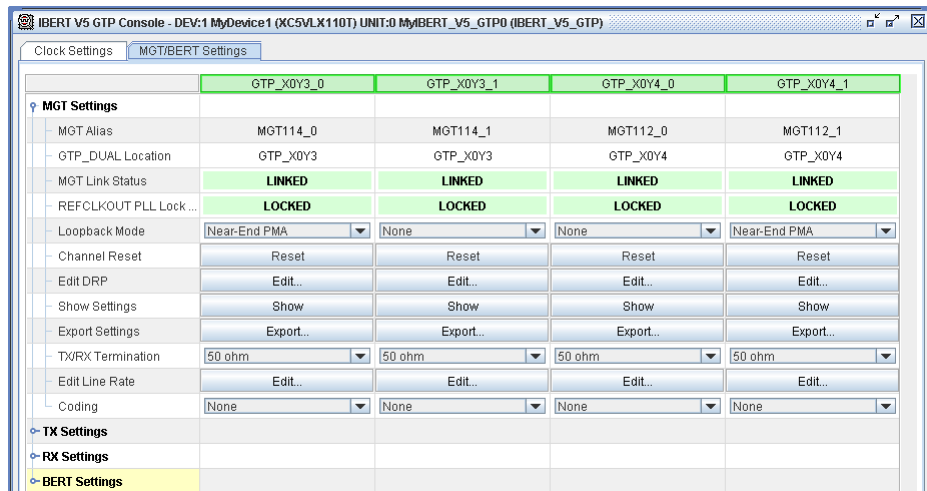 IBERT V5 GTP Console - DEV:1 MyDevice1 (XC5VLX110T) UNIT:0 MyIBERT_V5_GTP0 (IBERT_V5_GTP)
Clock Settings MGT/BERT Settings
GTP_X0Y3_0 GTP_X0Y3_1 GTP_X0Y4_0 GTP_X0Y4_1
MGT Settings
MGT Alias MGT114_0 MGT114_1 MGT112_0 MGT112_1
GTP_DUAL Location GTP_X0Y3 GTP_X0Y3 GTP_X0Y4 GTP_X0Y4
MGT Link Status LINKED LINKED LINKED LINKED
REFCLKOUT PLL Lock ... LOCKED LOCKED LOCKED LOCKED
Loopback Mode Near-End PMA None None Near-End PMA
Channel Reset Reset Reset Reset Reset
Edit DRP Edit... Edit... Edit... Edit...
Show Settings Show Show Show Show
Export Settings Export... Export... Export... Export...
TX/RX Termination 50 ohm 50 ohm 50 ohm 50 ohm
Edit Line Rate Edit... Edit... Edit... Edit...
Coding None None None None
TX Settings
RX Settings
BERT Settings